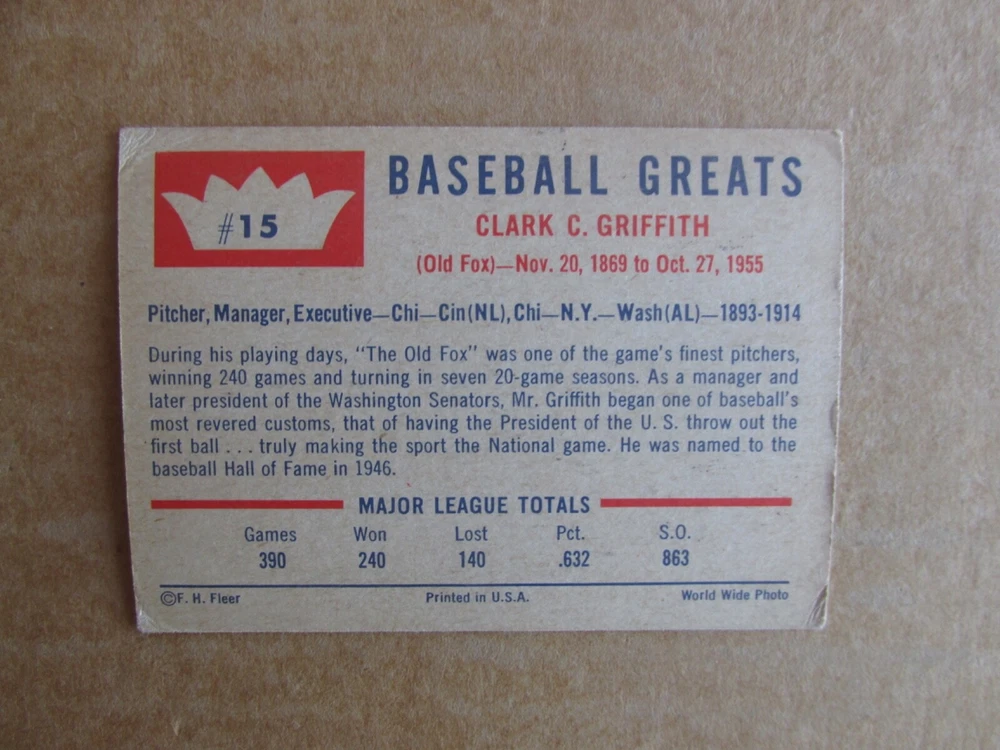 #15
BASEBALL GREATS
CLARK C. GRIFFITH
(Old Fox)—Nov. 20, 1869 to Oct. 27, 1955
Pitcher, Manager, Executive—Chi—Cin(NL), Chi—N.Y.—Wash(AL)—1893-1914
During his playing days, "The Old Fox" was one of the game's finest pitchers,
winning 240 games and turning in seven 20-game seasons. As a manager and
later president of the Washington Senators, Mr. Griffith began one of baseball's
most revered customs, that of having the President of the U. S. throw out the
first ball . . . truly making the sport the National game. He was named to the
baseball Hall of Fame in 1946.
MAJOR LEAGUE TOTALS
Games Won Lost Pct. S.O.
390 240 140 .632 863
©F. H. Fleer Printed in U.S.A. World Wide Photo